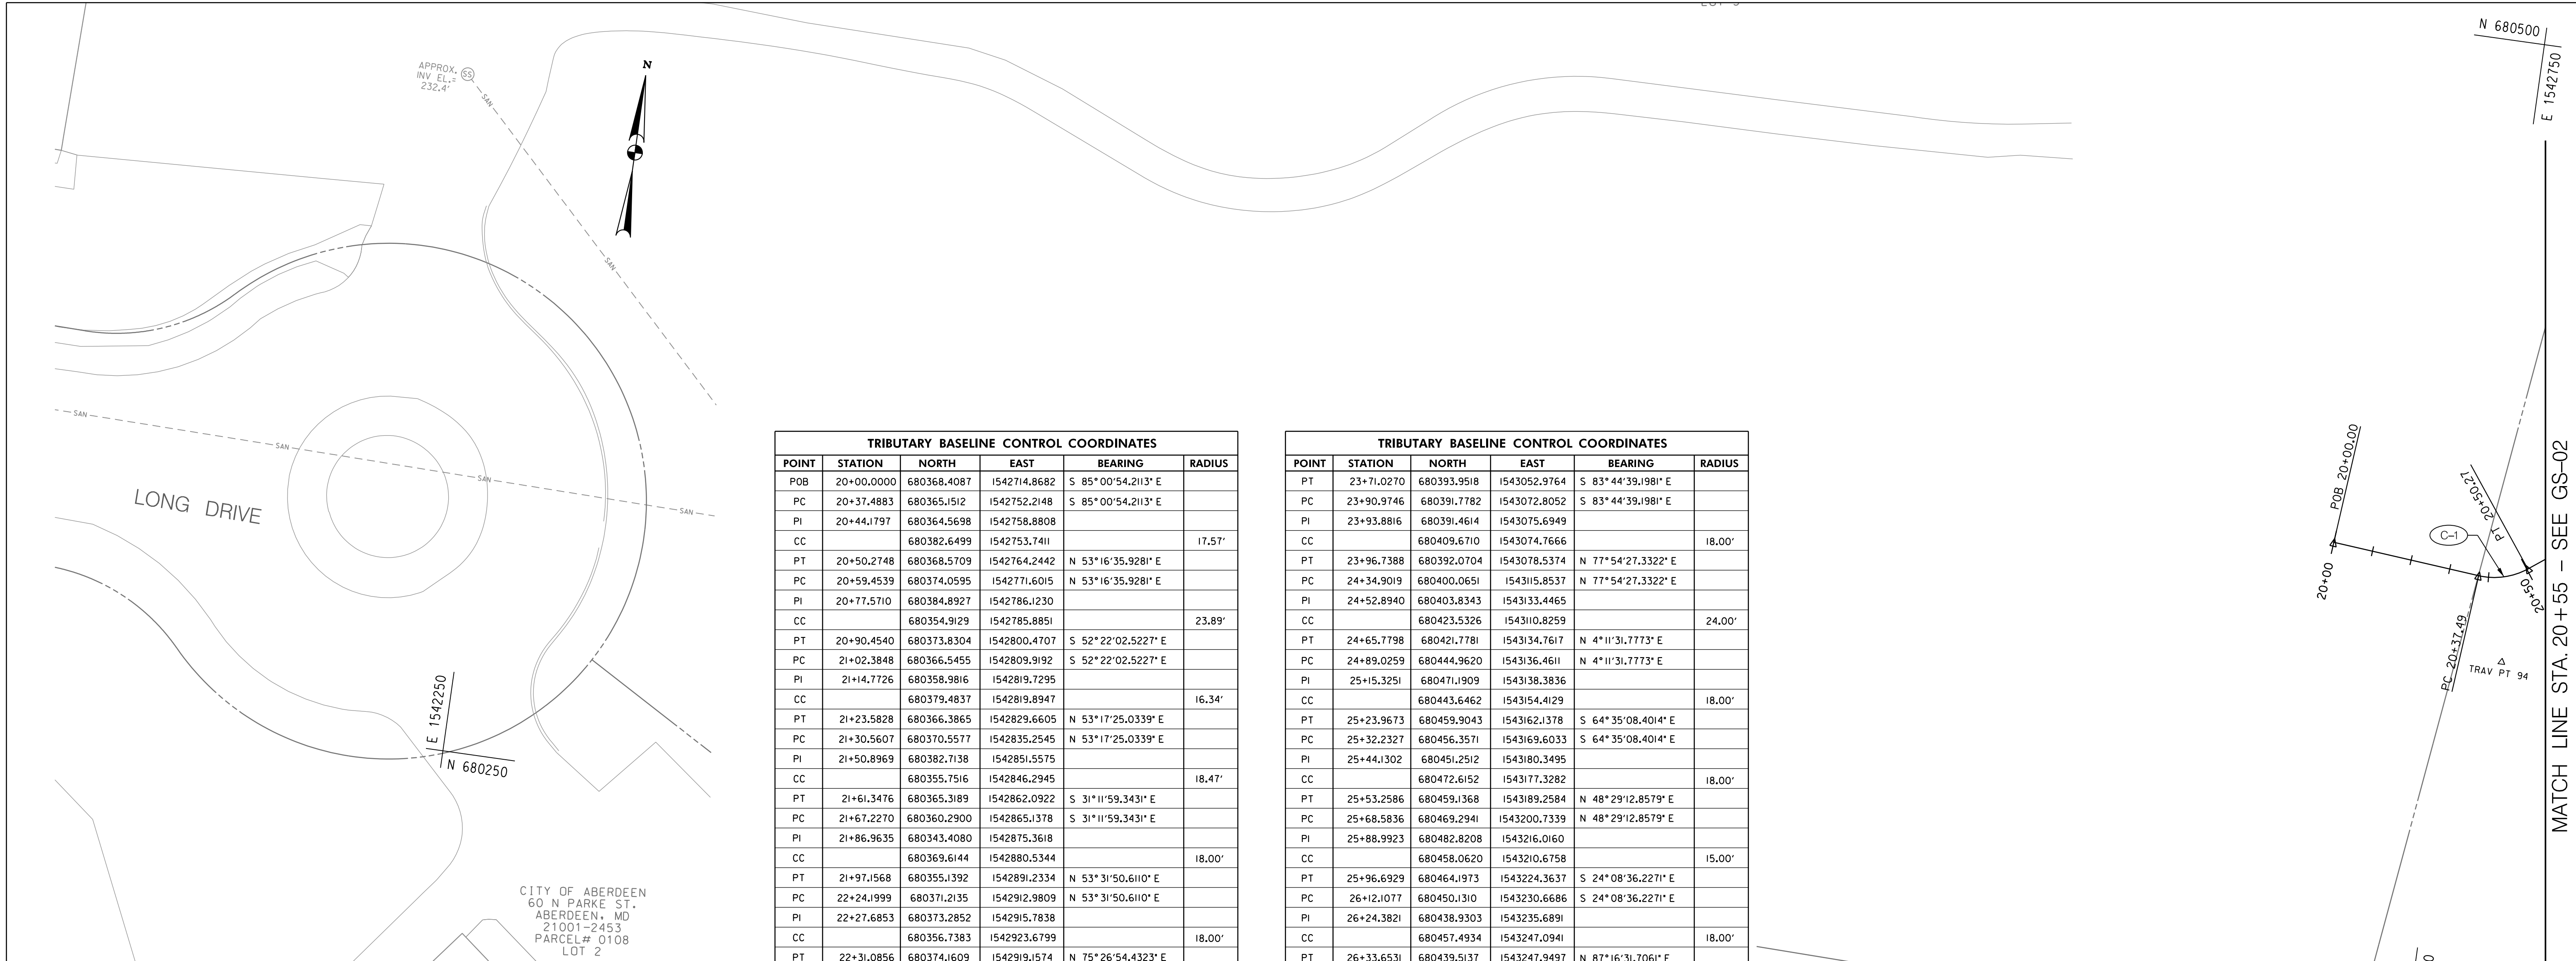 N 680500
E 1542750
APPROX.
INV EL.=
232.4'
SS
SAN
SAN
N
SAN
SAN
SAN
SAN
LONG DRIVE
E 1542250
N 680250
CITY OF ABERDEEN
60 N PARKE ST.
ABERDEEN, MD
21001-2453
PARCEL# 0108
LOT 2
TRIBUTARY BASELINE CONTROL COORDINATES
POINT STATION NORTH EAST BEARING RADIUS
POB 20+00.0000 680368.4087 1542714.8682 S 85°00'54.2113" E
PC 20+37.4883 680365.1512 1542752.2148 S 85°00'54.2113" E
PI 20+44.1797 680364.5698 1542758.8808
CC 680382.6499 1542753.7411 17.57'
PT 20+50.2748 680368.5709 1542764.2442 N 53°16'35.9281" E
PC 20+59.4539 680374.0595 1542771.6015 N 53°16'35.9281" E
PI 20+77.5710 680384.8927 1542786.1230
CC 680354.9129 1542785.8851 23.89'
PT 20+90.4540 680373.8304 1542800.4707 S 52°22'02.5227" E
PC 21+02.3848 680366.5455 1542809.9192 S 52°22'02.5227" E
PI 21+14.7726 680358.9816 1542819.7295
CC 680379.4837 1542819.8947 16.34'
PT 21+23.5828 680366.3865 1542829.6605 N 53°17'25.0339" E
PC 21+30.5607 680370.5577 1542835.2545 N 53°17'25.0339" E
PI 21+50.8969 680382.7138 1542851.5575
CC 680355.7516 1542846.2945 18.47'
PT 21+61.3476 680365.3189 1542862.0922 S 31°11'59.3431" E
PC 21+67.2270 680360.2900 1542865.1378 S 31°11'59.3431" E
PI 21+86.9635 680343.4080 1542875.3618
CC 680369.6144 1542880.5344 18.00'
PT 21+97.1568 680355.1392 1542891.2334 N 53°31'50.6110" E
PC 22+24.1999 680371.2135 1542912.9809 N 53°31'50.6110" E
PI 22+27.6853 680373.2852 1542915.7838
CC 680356.7383 1542923.6799 18.00'
PT 22+31.0856 680374.1609 1542919.1574 N 75°26'54.4323" E
TRIBUTARY BASELINE CONTROL COORDINATES
POINT STATION NORTH EAST BEARING RADIUS
PT 23+71.0270 680393.9518 1543052.9764 S 83°44'39.1981" E
PC 23+90.9746 680391.7782 1543072.8052 S 83°44'39.1981" E
PI 23+93.8816 680391.4614 1543075.6949
CC 680409.6710 1543074.7666 18.00'
PT 23+96.7388 680392.0704 1543078.5374 N 77°54'27.3322" E
PC 24+34.9019 680400.0651 1543115.8537 N 77°54'27.3322" E
PI 24+52.8940 680403.8343 1543133.4465
CC 680423.5326 1543110.8259 24.00'
PT 24+65.7798 680421.7781 1543134.7617 N 4°11'31.7773" E
PC 24+89.0259 680444.9620 1543136.4611 N 4°11'31.7773" E
PI 25+15.3251 680471.1909 1543138.3836
CC 680443.6462 1543154.4129 18.00'
PT 25+23.9673 680459.9043 1543162.1378 S 64°35'08.4014" E
PC 25+32.2327 680456.3571 1543169.6033 S 64°35'08.4014" E
PI 25+44.1302 680451.2512 1543180.3495
CC 680472.6152 1543177.3282 18.00'
PT 25+53.2586 680459.1368 1543189.2584 N 48°29'12.8579" E
PC 25+68.5836 680469.2941 1543200.7339 N 48°29'12.8579" E
PI 25+88.9923 680482.8208 1543216.0160
CC 680458.0620 1543210.6758 15.00'
PT 25+96.6929 680464.1973 1543224.3637 S 24°08'36.2271" E
PC 26+12.1077 680450.1310 1543230.6686 S 24°08'36.2271" E
PI 26+24.3821 680438.9303 1543235.6891
CC 680457.4934 1543247.0941 18.00'
PT 26+33.6531 680439.5137 1543247.9497 N 87°16'31.7061" E
POB 20+00.00
20+00
PT 20+50.27
C-1
20+50
PC 20+37.49
TRAV PT 94
MATCH LINE STA. 20+55 - SEE GS-02